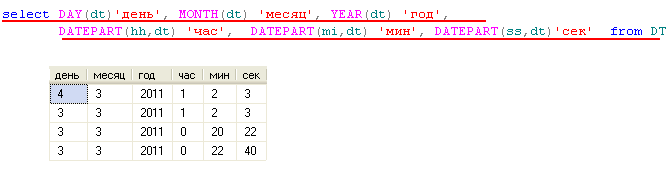 select DAY(dt)'день', MONTH(dt) 'месяц', YEAR(dt) 'год',
DATEPART(hh,dt) 'час', DATEPART(mi,dt) 'мин', DATEPART(ss,dt)'сек' from DT
день месяц год час мин сек
4 3 2011 1 2 3
3 3 2011 1 2 3
3 3 2011 0 20 22
3 3 2011 0 22 40